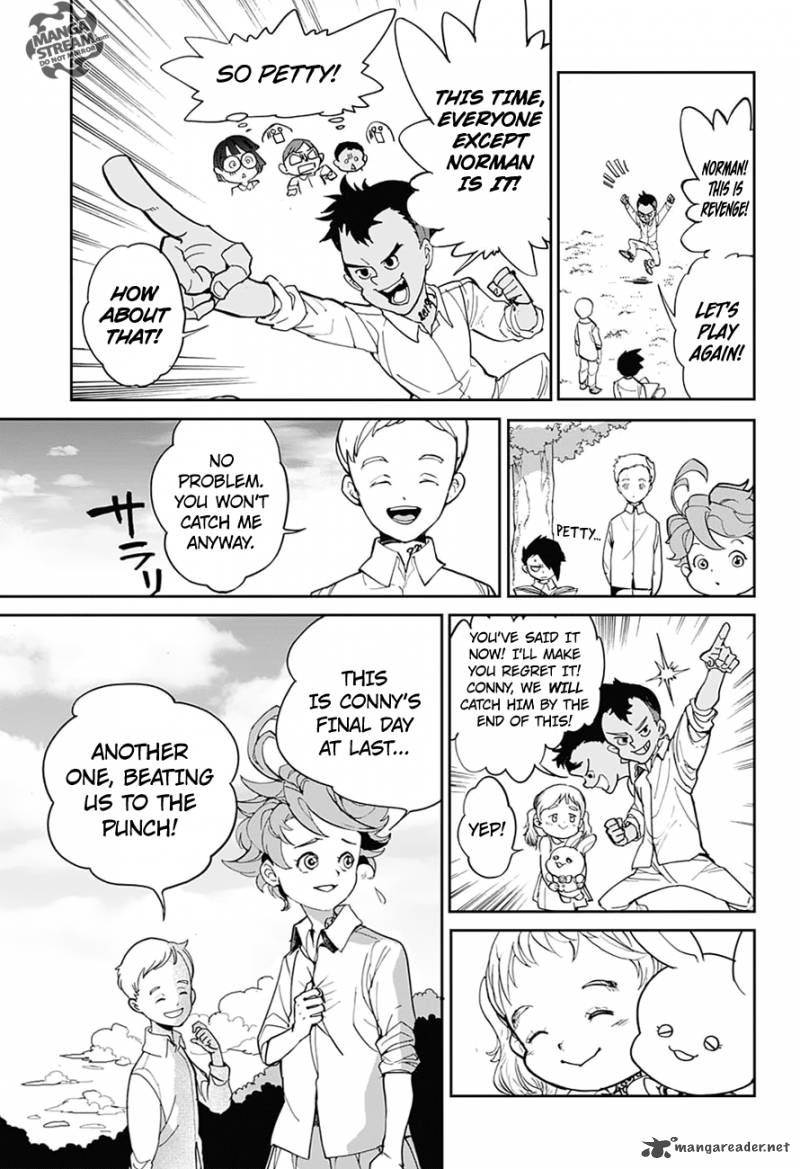 MANGA
STREAM.com
DO NOT MIRROR!
NORMAN!
THIS IS
REVENGE!
LET'S
PLAY
AGAIN!
THIS TIME,
EVERYONE
EXCEPT
NORMAN
IS IT!
SO PETTY!
HOW
ABOUT
THAT!
PETTY...
NO
PROBLEM.
YOU WON'T
CATCH ME
ANYWAY.
サラリ
YOU'VE SAID IT
NOW! I'LL MAKE
YOU REGRET IT!
CONNY, WE WILL
CATCH HIM BY THE
END OF THIS!
YEP!
THIS
IS CONNY'S
FINAL DAY
AT LAST...
ANOTHER
ONE, BEATING
US TO THE
PUNCH!
mangareader.net